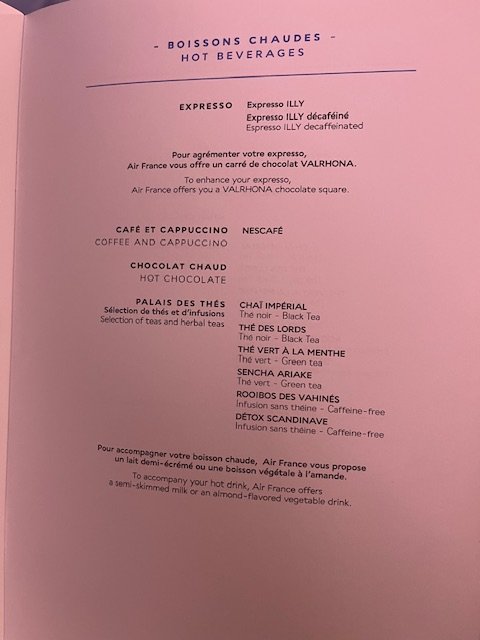 - BOISSONS CHAUDES -
HOT BEVERAGES
EXPRESSO Expresso ILLY
Expresso ILLY décaféiné
Espresso ILLY decaffeinated
Pour agrémenter votre expresso,
Air France vous offre un carré de chocolat VALRHONA.
To enhance your expresso,
Air France offers you a VALRHONA chocolate square.
CAFÉ ET CAPPUCCINO NESCAFÉ
COFFEE AND CAPPUCCINO
CHOCOLAT CHAUD
HOT CHOCOLATE
PALAIS DES THÉS CHAÏ IMPÉRIAL
Sélection de thés et d'infusions Thé noir - Black Tea
Selection of teas and herbal teas THÉ DES LORDS
Thé noir - Black Tea
THÉ VERT À LA MENTHE
Thé vert - Green tea
SENCHA ARIAKE
Thé vert - Green tea
ROOIBOS DES VAHINÉS
Infusion sans théine - Caffeine-free
DÉTOX SCANDINAVE
Infusion sans théine - Caffeine-free
Pour accompagner votre boisson chaude, Air France vous propose
un lait demi-écrémé ou une boisson végétale à l'amande.
To accompany your hot drink, Air France offers
a semi-skimmed milk or an almond-flavored vegetable drink.